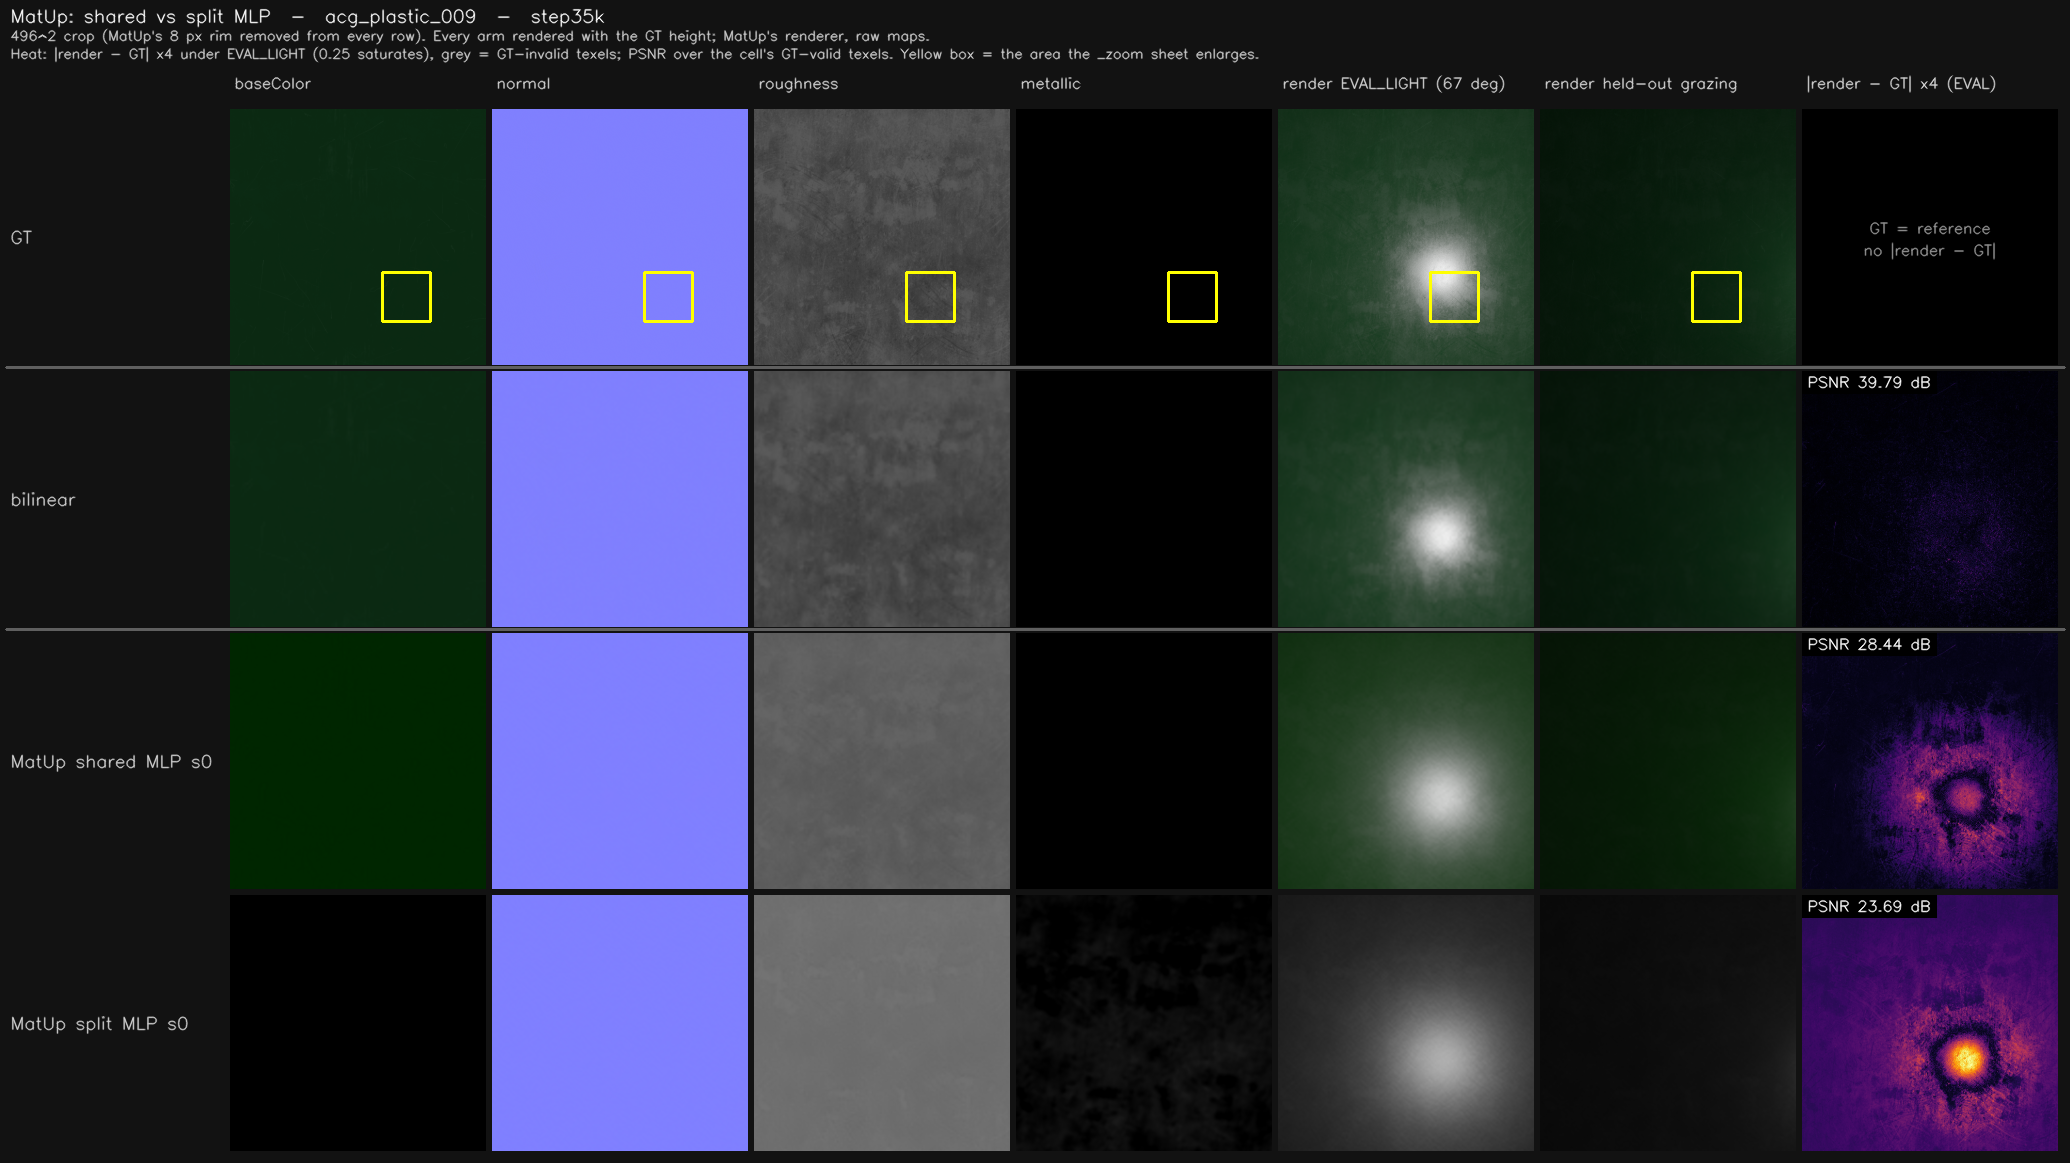 MatUp: shared vs split MLP — acg_plastic_009 — step35k
496^2 crop (MatUp's 8 px rim removed from every row). Every arm rendered with the GT height; MatUp's renderer, raw maps.
Heat: |render - GT| x4 under EVAL_LIGHT (0.25 saturates), grey = GT-invalid texels; PSNR over the cell's GT-valid texels. Yellow box = the area the _zoom sheet enlarges.
baseColor normal roughness metallic render EVAL_LIGHT (67 deg) render held-out grazing |render - GT| x4 (EVAL)
GT
GT = reference
no |render - GT|
bilinear
PSNR 39.79 dB
MatUp shared MLP s0
PSNR 28.44 dB
MatUp split MLP s0
PSNR 23.69 dB